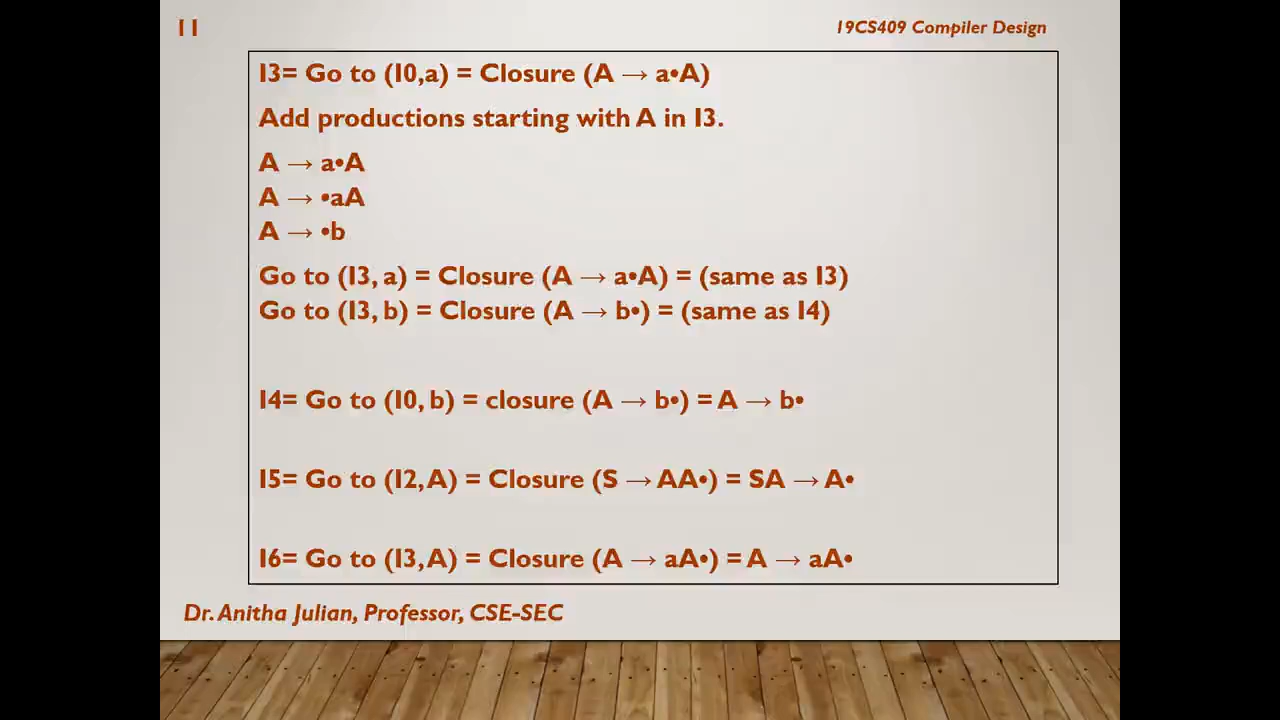 11
19CS409 Compiler Design
I3= Go to (I0,a) = Closure (A → a•A)
Add productions starting with A in I3.
A → a•A
A → •aA
A → •b
Go to (I3, a) = Closure (A → a•A) = (same as I3)
Go to (I3, b) = Closure (A → b•) = (same as I4)
I4= Go to (I0, b) = closure (A → b•) = A → b•
I5= Go to (I2, A) = Closure (S → AA•) = SA → A•
I6= Go to (I3, A) = Closure (A → aA•) = A → aA•
Dr. Anitha Julian, Professor, CSE-SEC